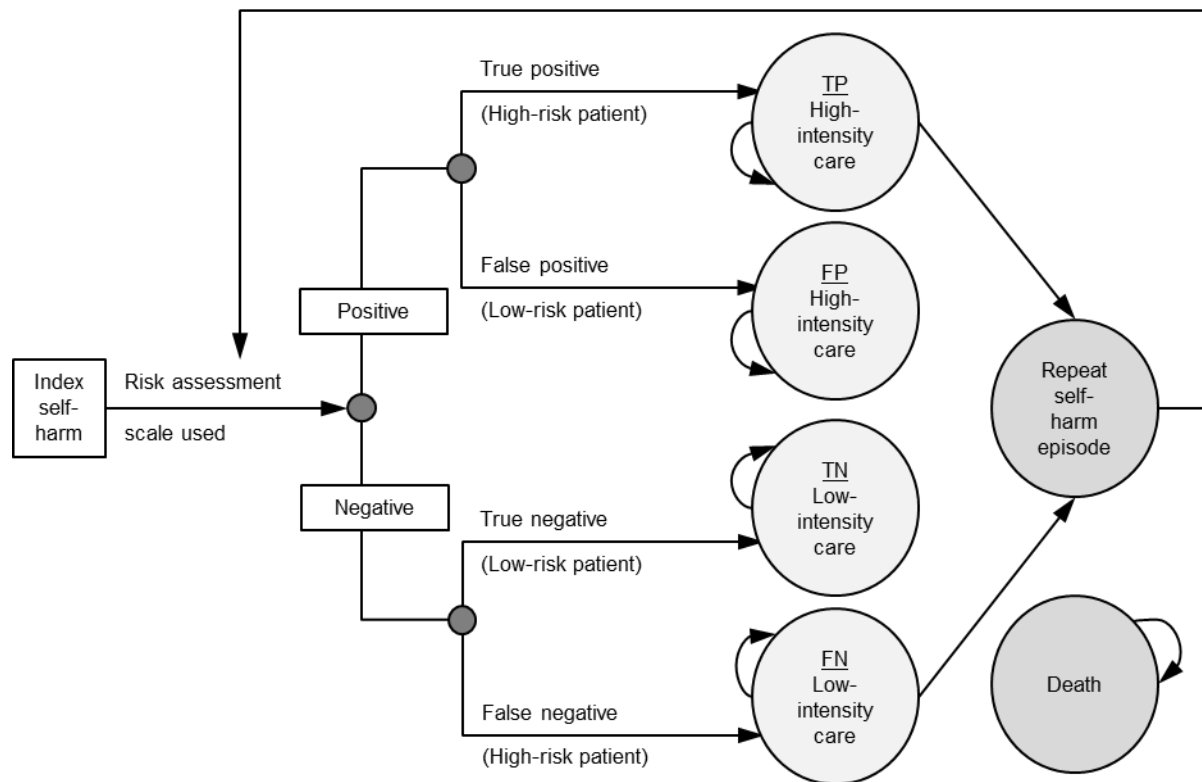 True positive
(High-risk patient)
TP
High-
intensity
care
False positive
(Low-risk patient)
FP
High-
intensity
care
Positive
Index
self-
harm
Risk assessment
scale used
Repeat
self-
harm
episode
Negative
True negative
(Low-risk patient)
TN
Low-
intensity
care
False negative
(High-risk patient)
FN
Low-
intensity
care
Death